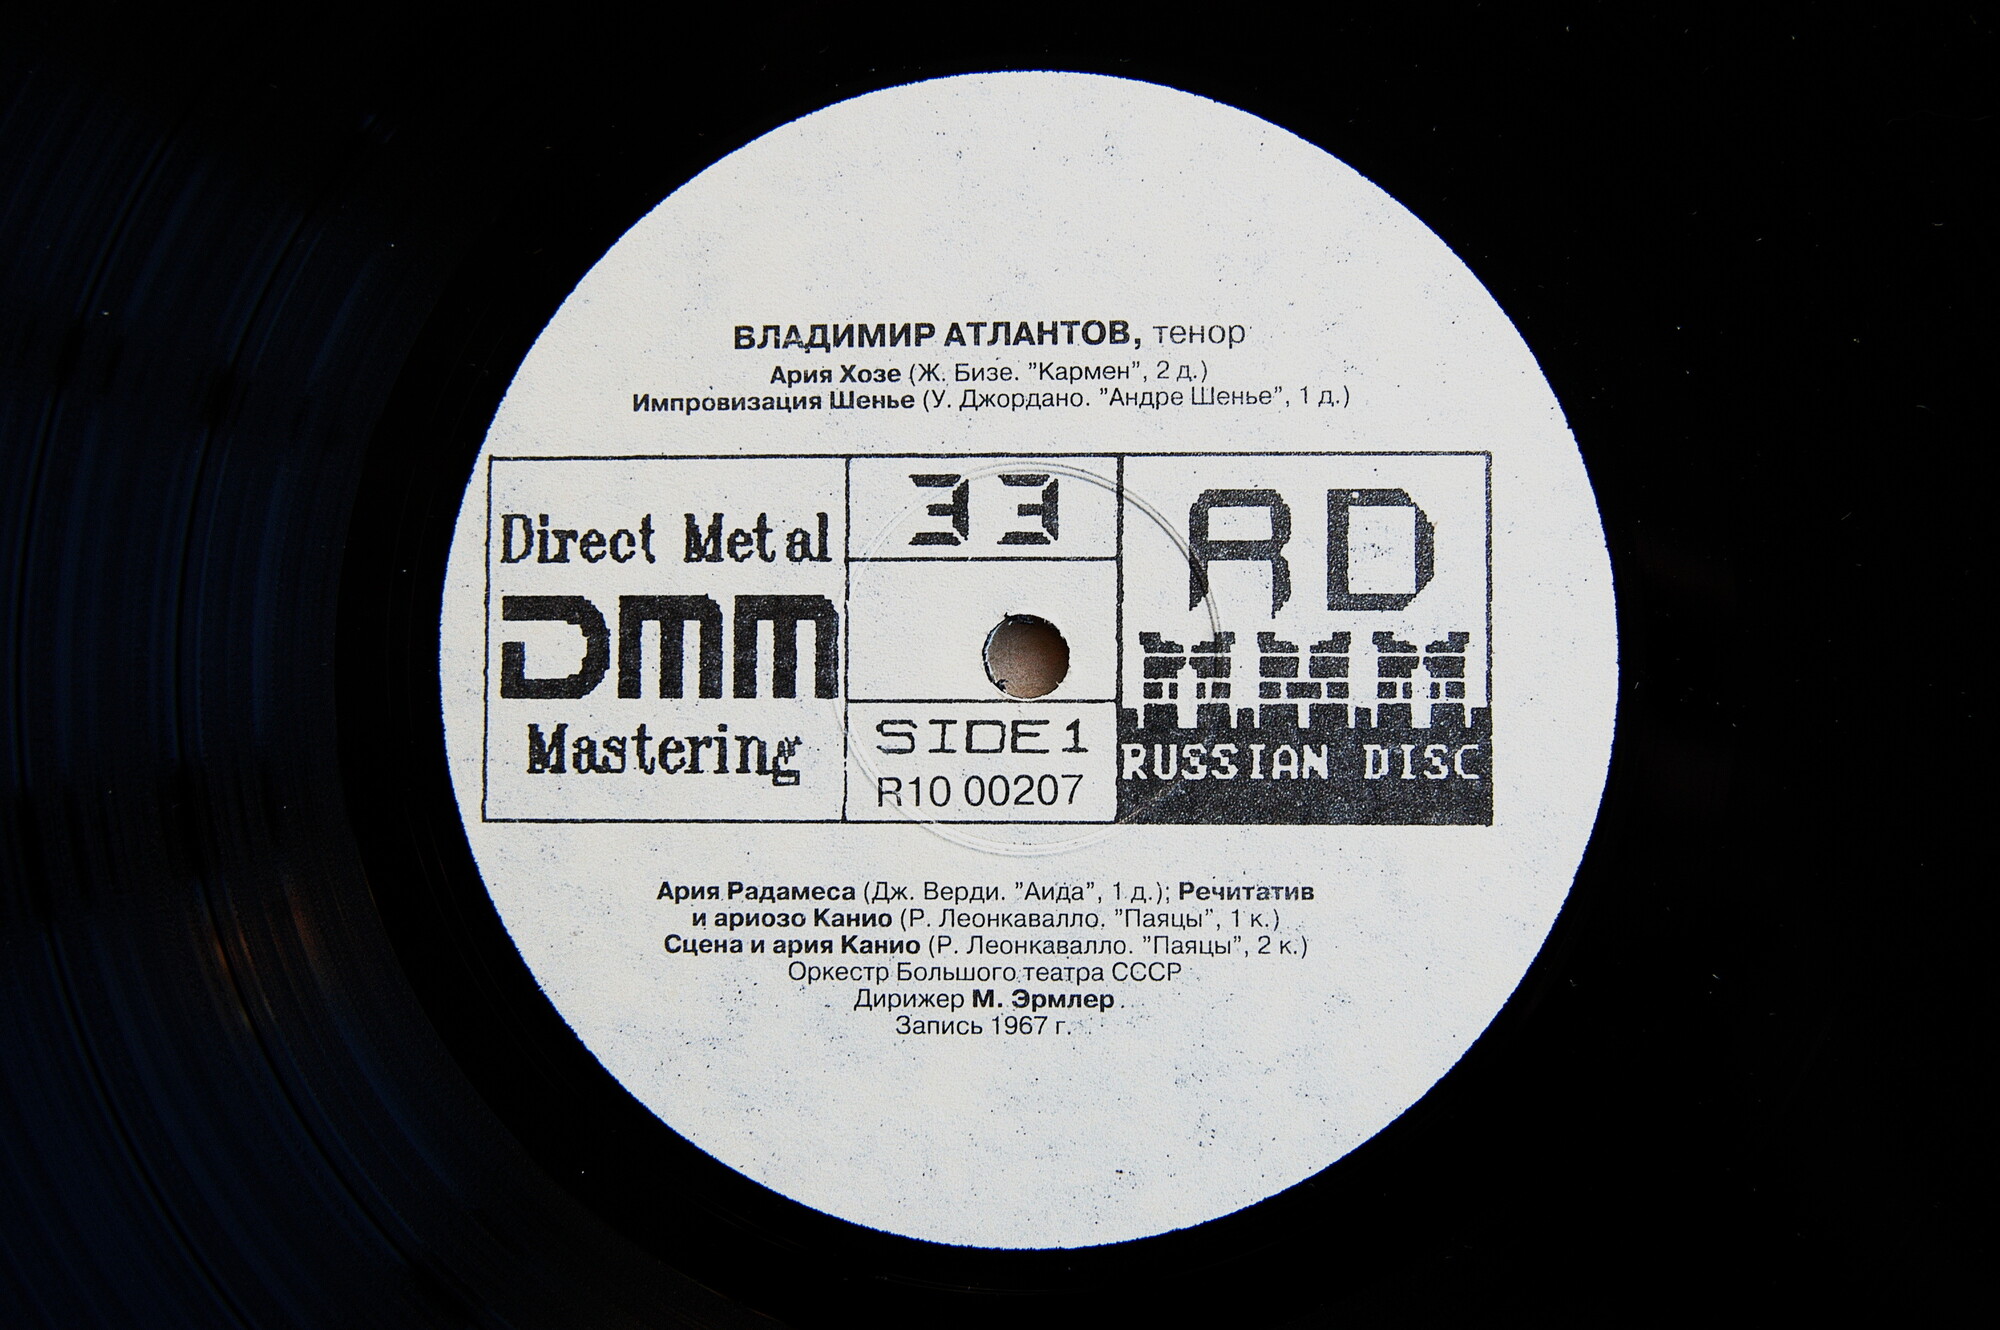 ВЛАДИМИР АТЛАНТОВ, тенор
Ария Хозе (Ж. Бизе. "Кармен", 2 д.)
Импровизация Шенье (У. Джордано. "Андре Шенье", 1 д.)
Direct Metal
DMM
Mastering
33
SIDE 1
R10 00207
RD
RUSSIAN DISC
Ария Радамеса (Дж. Верди. "Аида", 1 д.); Речитатив
и ариозо Канио (Р. Леонкавалло. "Паяцы", 1 к.)
Сцена и ария Канио (Р. Леонкавалло. "Паяцы", 2 к.)
Оркестр Большого театра СССР
Дирижер М. Эрмлер
Запись 1967 г.